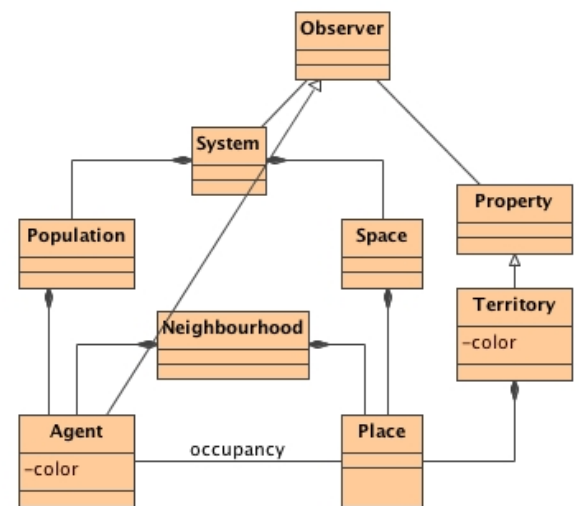 Observer
System
Property
Population
Space
Territory
-color
Neighbourhood
Agent
-color
occupancy
Place